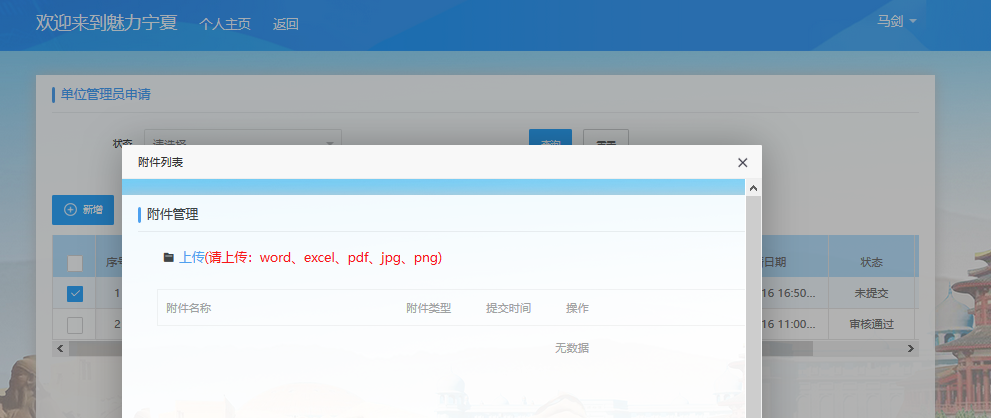 欢迎来到魅力宁夏 个人主页 返回 马剑
单位管理员申请
状态 请选择 查询
附件列表
附件管理
新增
上传(请上传：word、excel、pdf、jpg、png)
序号 日期 状态
1 16 16:50... 未提交
附件名称 附件类型 提交时间 操作
2 16 11:00... 审核通过
无数据